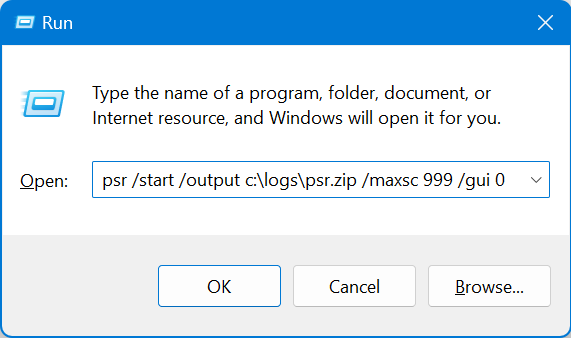 Run
Type the name of a program, folder, document, or
Internet resource, and Windows will open it for you.
Open: psr /start /output c:\logs\psr.zip /maxsc 999 /gui 0
OK Cancel Browse...